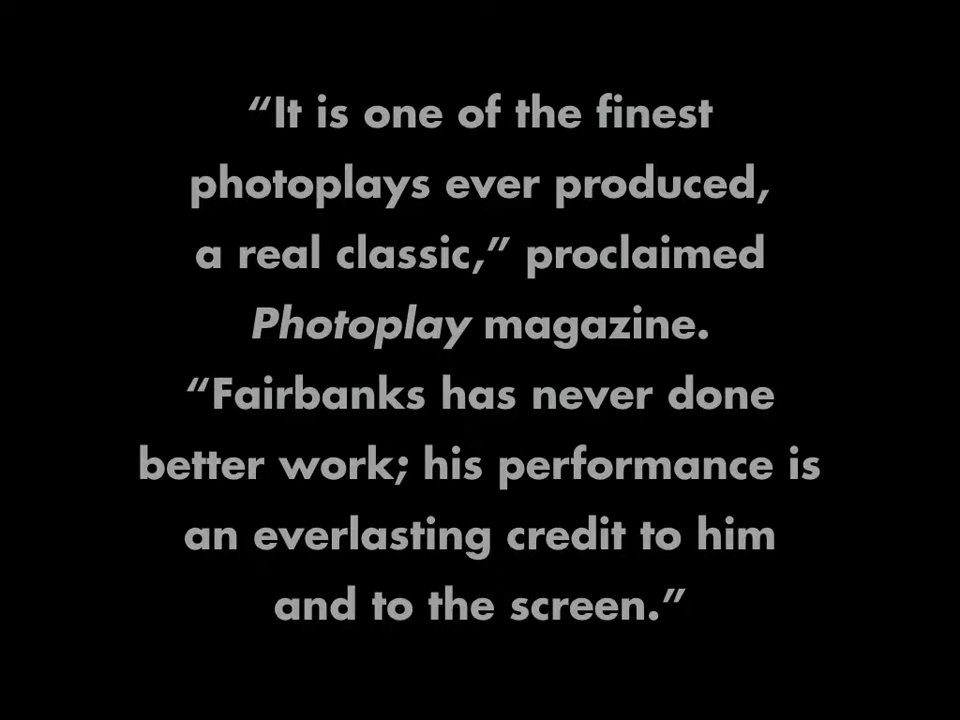 “It is one of the finest
photoplays ever produced,
a real classic,” proclaimed
Photoplay magazine.
“Fairbanks has never done
better work; his performance is
an everlasting credit to him
and to the screen.”